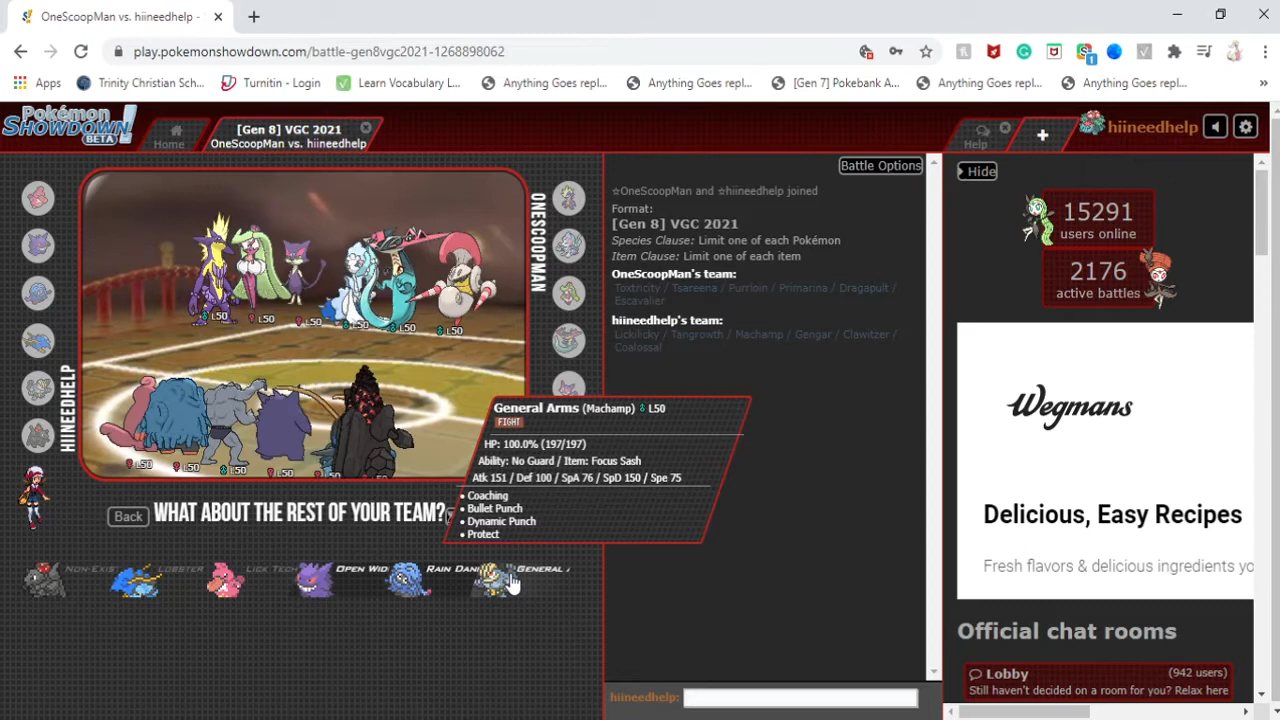 OneScoopMan vs. hiineedhelp -
play.pokemonshowdown.com/battle-gen8vgc2021-1268898062
Apps
Trinity Christian Sch...
Turnitin - Login
Learn Vocabulary L...
Anything Goes repl...
Anything Goes repl...
[Gen 7] Pokebank A...
Anything Goes repl...
Anything Goes repl...
»
Pokémon
SHOWDOWN!
BETA
Home
[Gen 8] VGC 2021
OneScoopMan vs. hiineedhelp
Help
hiineedhelp
HIINEEDHELP
ONESCOOPMAN
L50
L50
L50
L50
L50
L50
L50
L50
L50
L50
L50
Battle Options
☆OneScoopMan and ☆hiineedhelp joined
Format:
[Gen 8] VGC 2021
Species Clause: Limit one of each Pokémon
Item Clause: Limit one of each item
OneScoopMan's team:
Toxtricity / Tsareena / Purrloin / Primarina / Dragapult /
Escavalier
hiineedhelp's team:
Lickilicky / Tangrowth / Machamp / Gengar / Clawitzer /
Coalossal
General Arms (Machamp) L50
FIGHT
HP: 100.0% (197/197)
Ability: No Guard / Item: Focus Sash
Atk 151 / Def 100 / SpA 76 / SpD 150 / Spe 75
• Coaching
• Bullet Punch
• Dynamic Punch
• Protect
Back
WHAT ABOUT THE REST OF YOUR TEAM?
NON-EXIST
LOBSTER
LICK TECH
OPEN WID
RAIN DAN
GENERAL A
hiineedhelp:
Hide
15291
users online
2176
active battles
Wegmans
Delicious, Easy Recipes
Fresh flavors & delicious ingredients yo
Official chat rooms
Lobby
(942 users)
Still haven't decided on a room for you? Relax here